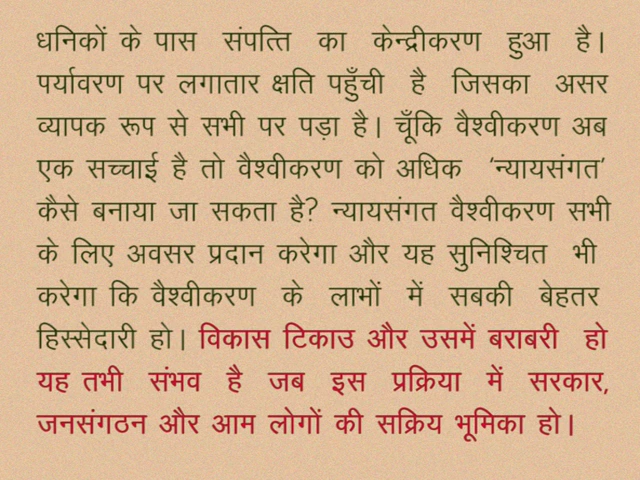 धनिकों के पास संपत्ति का केन्द्रीकरण हुआ है।
पर्यावरण पर लगातार क्षति पहुँची है जिसका असर
व्यापक रूप से सभी पर पड़ा है। चूँकि वैश्वीकरण अब
एक सच्चाई है तो वैश्वीकरण को अधिक 'न्यायसंगत'
कैसे बनाया जा सकता है? न्यायसंगत वैश्वीकरण सभी
के लिए अवसर प्रदान करेगा और यह सुनिश्चित भी
करेगा कि वैश्वीकरण के लाभों में सबकी बेहतर
हिस्सेदारी हो। विकास टिकाउ और उसमें बराबरी हो
यह तभी संभव है जब इस प्रक्रिया में सरकार,
जनसंगठन और आम लोगों की सक्रिय भूमिका हो।